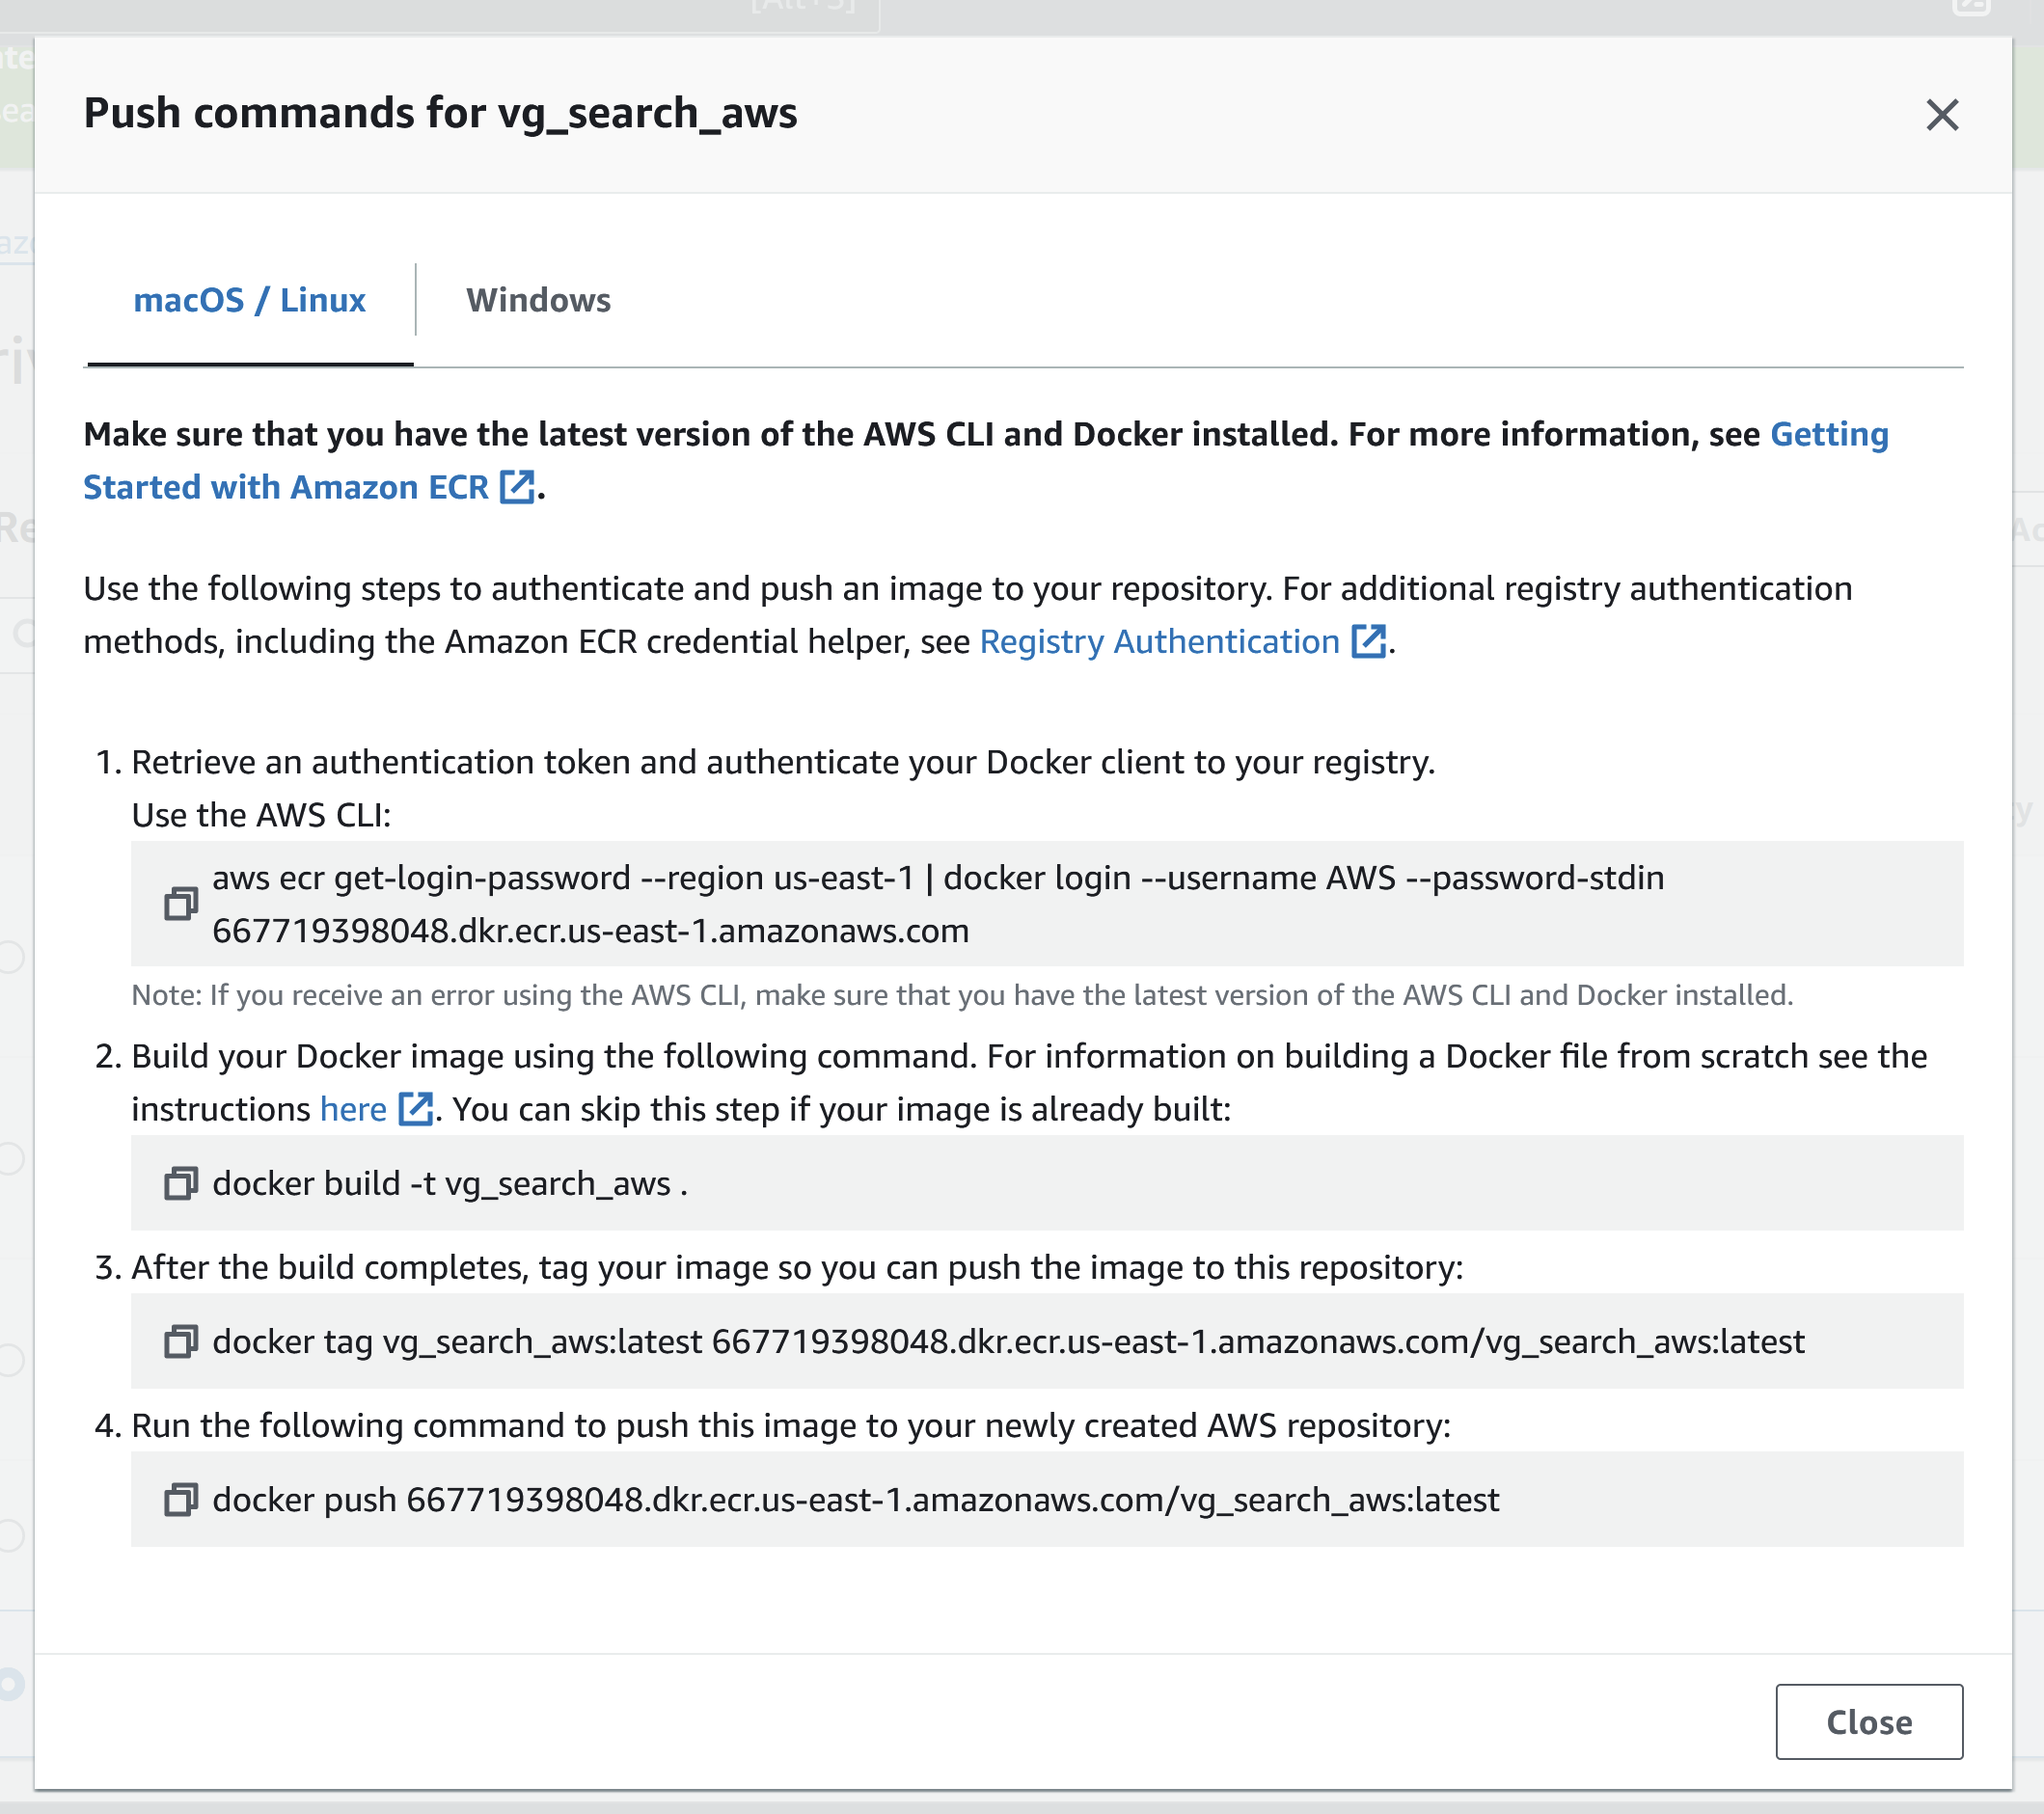 Push commands for vg_search_aws
macOS / Linux
Windows
Make sure that you have the latest version of the AWS CLI and Docker installed. For more information, see Getting
Started with Amazon ECR.
Use the following steps to authenticate and push an image to your repository. For additional registry authentication
methods, including the Amazon ECR credential helper, see Registry Authentication.
1. Retrieve an authentication token and authenticate your Docker client to your registry.
Use the AWS CLI:
aws ecr get-login-password --region us-east-1 | docker login --username AWS --password-stdin
667719398048.dkr.ecr.us-east-1.amazonaws.com
Note: If you receive an error using the AWS CLI, make sure that you have the latest version of the AWS CLI and Docker installed.
2. Build your Docker image using the following command. For information on building a Docker file from scratch see the
instructions here. You can skip this step if your image is already built:
docker build -t vg_search_aws .
3. After the build completes, tag your image so you can push the image to this repository:
docker tag vg_search_aws:latest 667719398048.dkr.ecr.us-east-1.amazonaws.com/vg_search_aws:latest
4. Run the following command to push this image to your newly created AWS repository:
docker push 667719398048.dkr.ecr.us-east-1.amazonaws.com/vg_search_aws:latest
Close